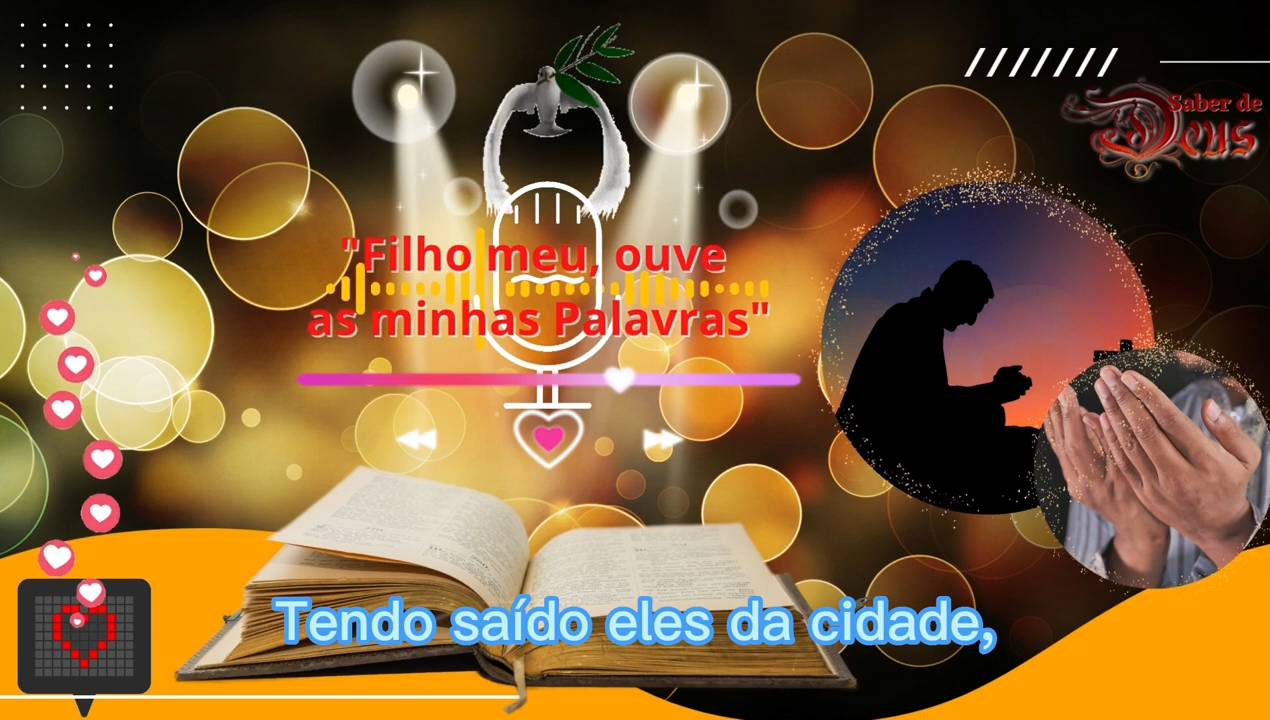 Saber de
Deus
"Filho meu, ouve
as minhas Palavras"
Tendo saído eles da cidade,